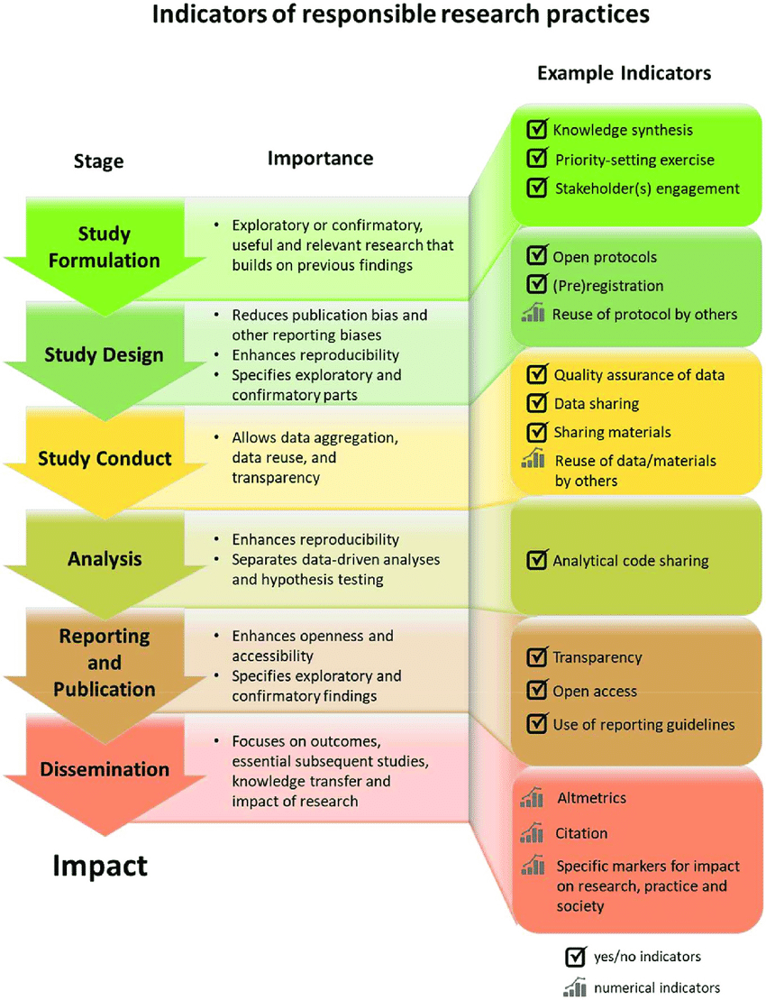 Indicators of responsible research practices
Example Indicators
Stage
Importance
Knowledge synthesis
Priority-setting exercise
Stakeholder(s) engagement
Study
Formulation
• Exploratory or confirmatory,
useful and relevant research that
builds on previous findings
Open protocols
(Pre)registration
Reuse of protocol by others
Study Design
• Reduces publication bias and
other reporting biases
• Enhances reproducibility
• Specifies exploratory and
confirmatory parts
Quality assurance of data
Data sharing
Sharing materials
Reuse of data/materials
by others
Study Conduct
• Allows data aggregation,
data reuse, and
transparency
Analysis
• Enhances reproducibility
• Separates data-driven analyses
and hypothesis testing
Analytical code sharing
Reporting
and
Publication
• Enhances openness and
accessibility
• Specifies exploratory and
confirmatory findings
Transparency
Open access
Use of reporting guidelines
Dissemination
• Focuses on outcomes,
essential subsequent studies,
knowledge transfer and
impact of research
Altmetrics
Citation
Specific markers for impact
on research, practice and
society
Impact
yes/no indicators
numerical indicators